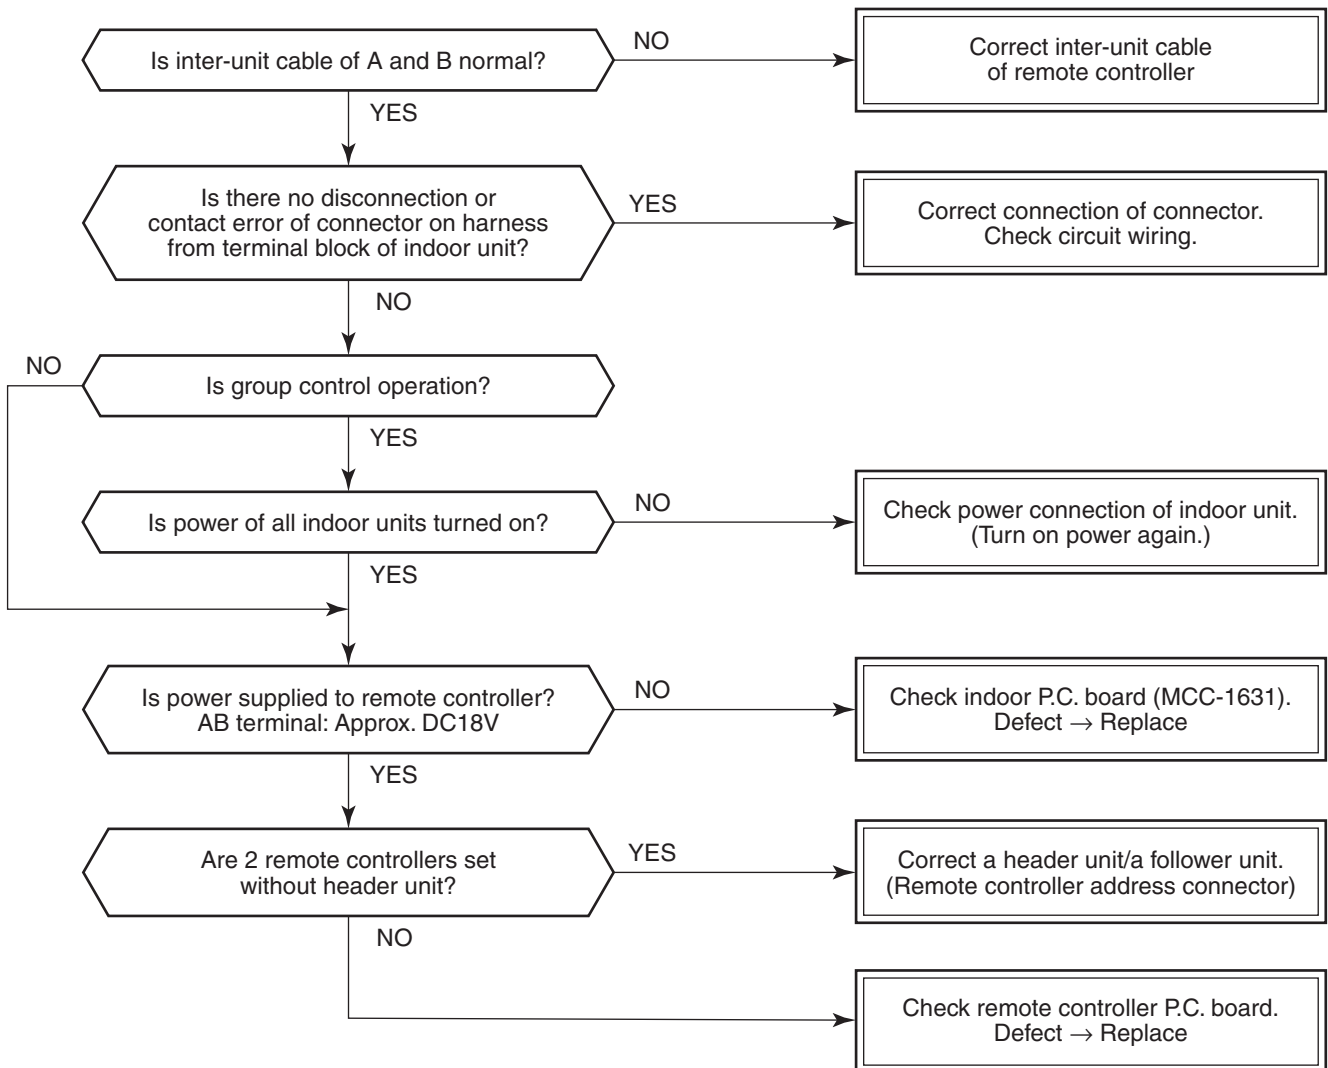 Is inter-unit cable of A and B normal?
NO
Correct inter-unit cable
of remote controller
YES
Is there no disconnection or
contact error of connector on harness
from terminal block of indoor unit?
YES
Correct connection of connector.
Check circuit wiring.
NO
NO
Is group control operation?
YES
Is power of all indoor units turned on?
NO
Check power connection of indoor unit.
(Turn on power again.)
YES
Is power supplied to remote controller?
AB terminal: Approx. DC18V
NO
Check indoor P.C. board (MCC-1631).
Defect → Replace
YES
Are 2 remote controllers set
without header unit?
YES
Correct a header unit/a follower unit.
(Remote controller address connector)
NO
Check remote controller P.C. board.
Defect → Replace